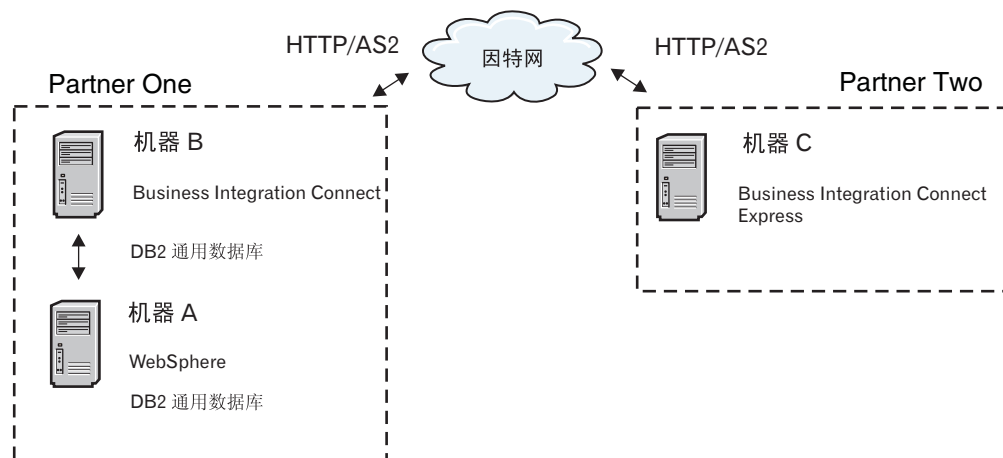 HTTP/AS2
因特网
HTTP/AS2
Partner One
机器 B
Business Integration Connect
DB2 通用数据库
机器 A
WebSphere
DB2 通用数据库
Partner Two
机器 C
Business Integration Connect
Express